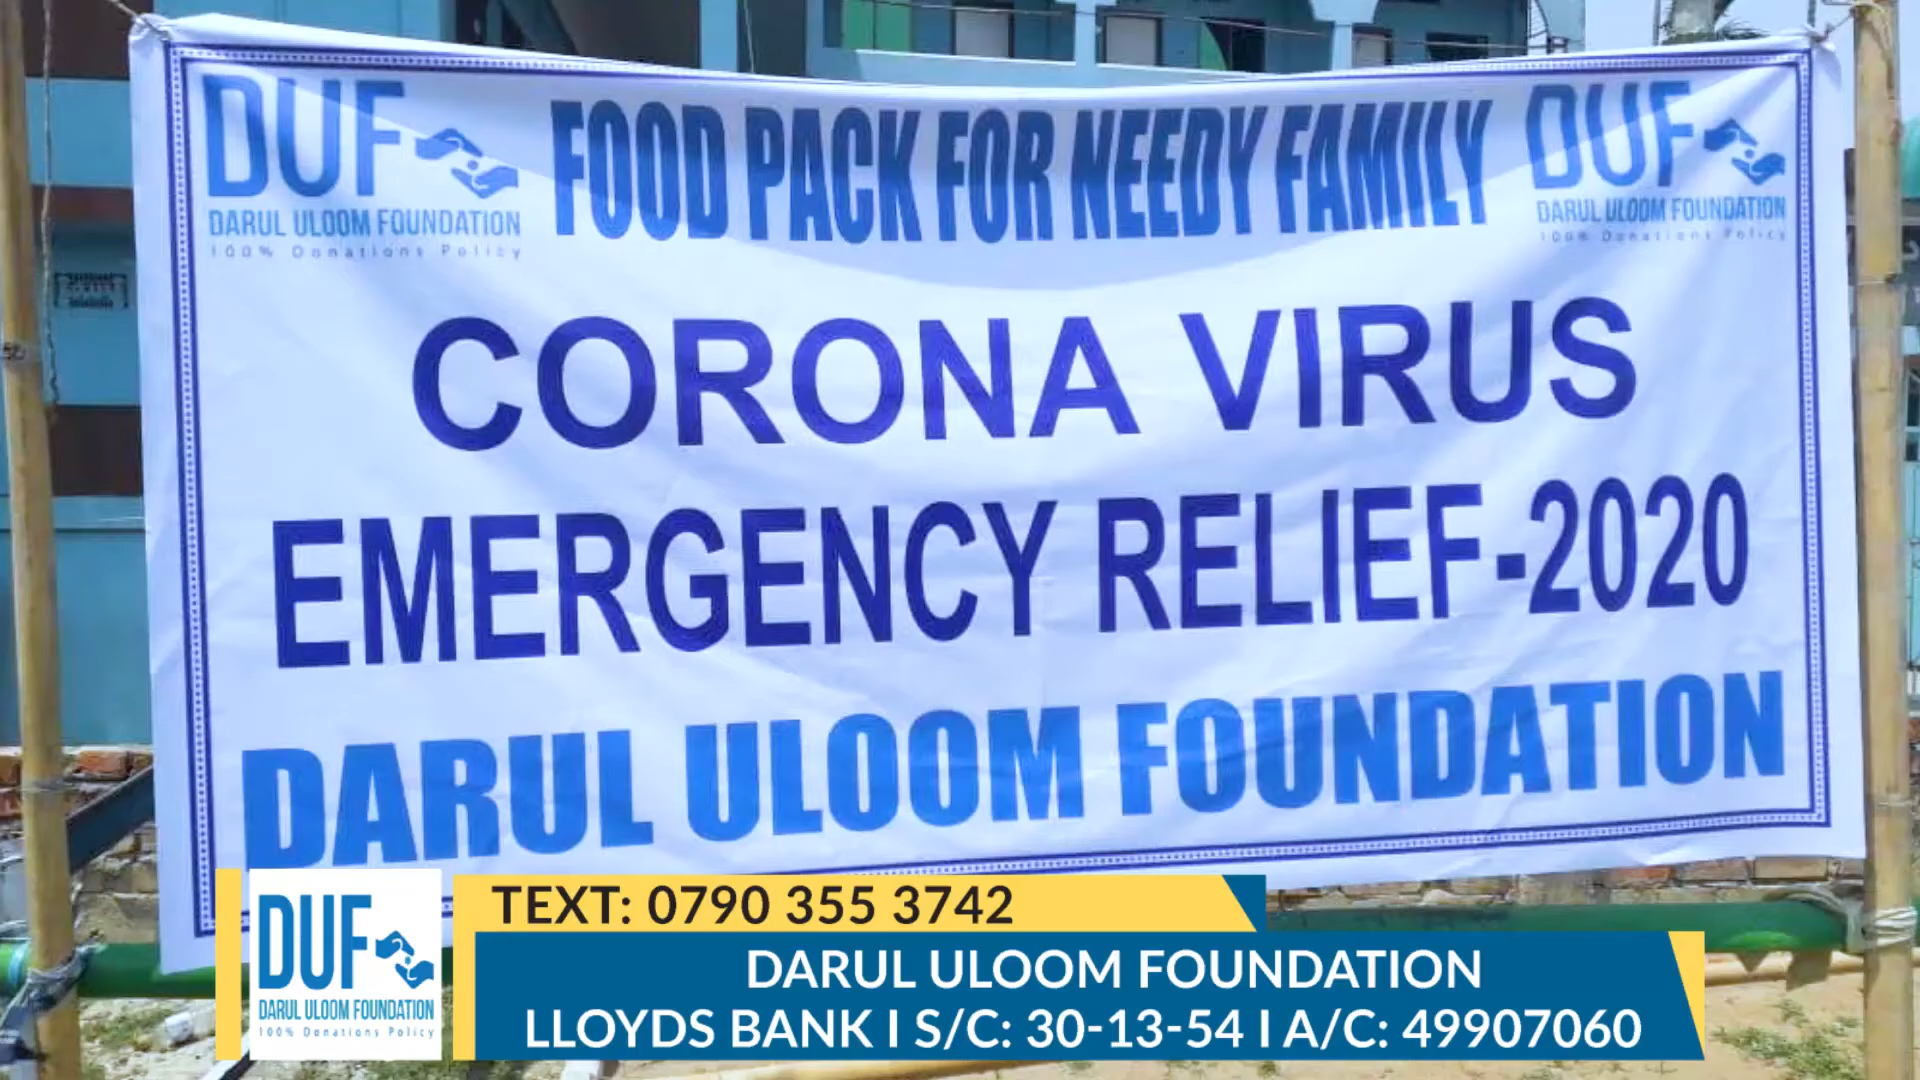 DUF
DARUL ULOOM FOUNDATION
100% Donations Policy
FOOD PACK FOR NEEDY FAMILY
DUF
DARUL ULOOM FOUNDATION
100% Donations Policy
CORONA VIRUS
EMERGENCY RELIEF-2020
DARUL ULOOM FOUNDATION
DUF
DARUL ULOOM FOUNDATION
100% Donations Policy
TEXT: 0790 355 3742
DARUL ULOOM FOUNDATION
LLOYDS BANK I S/C: 30-13-54 I A/C: 49907060